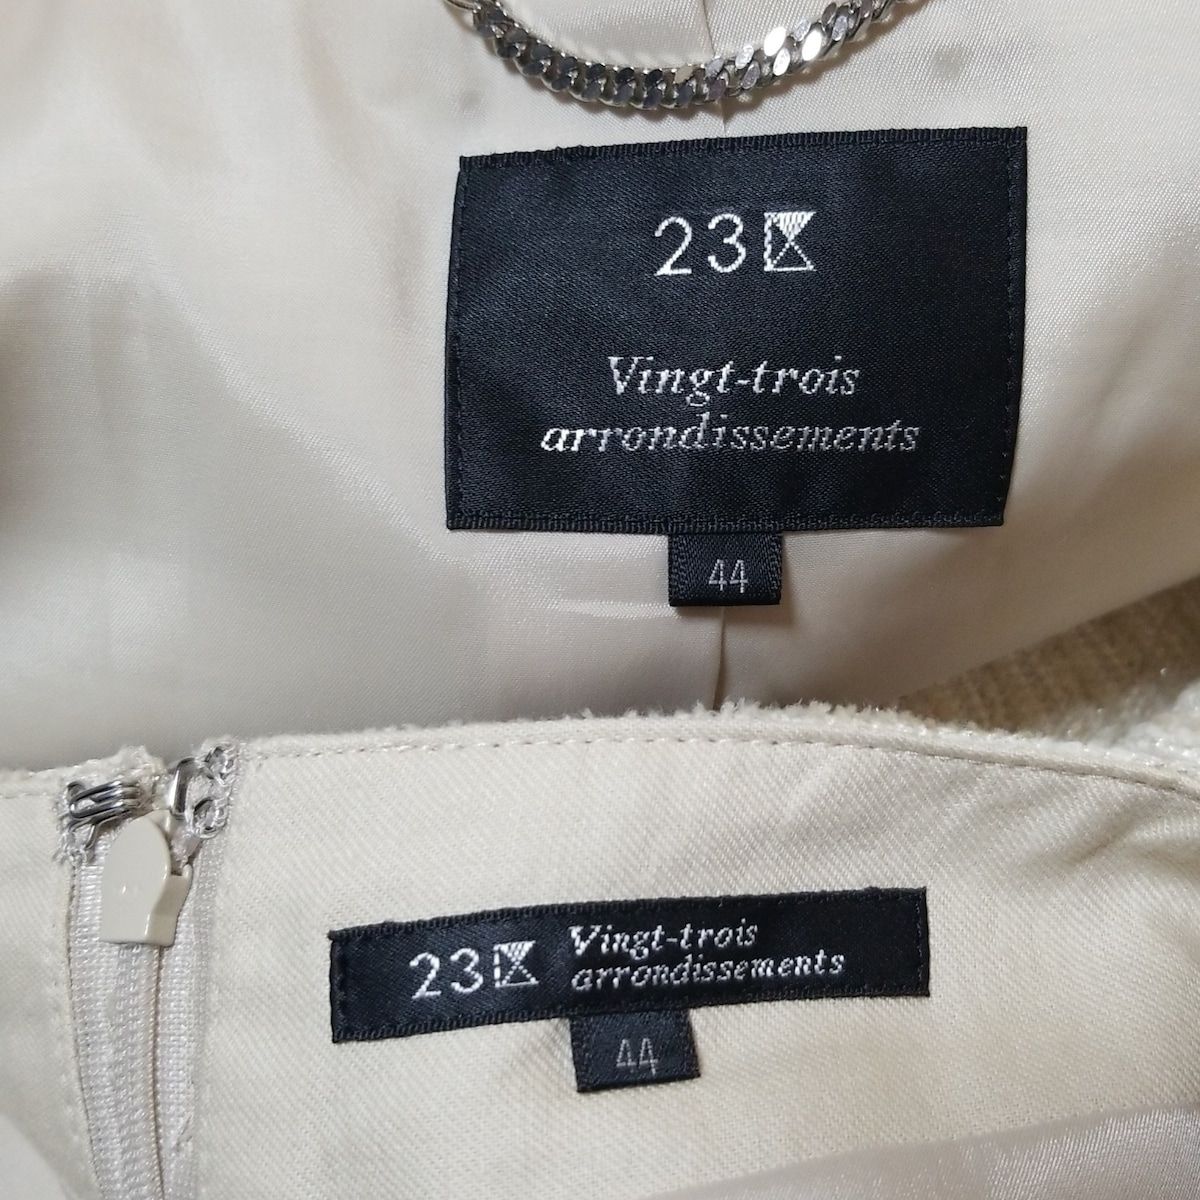 23区
Vingt-trois
arrondissements
44
23区
Vingt-trois
arrondissements
44